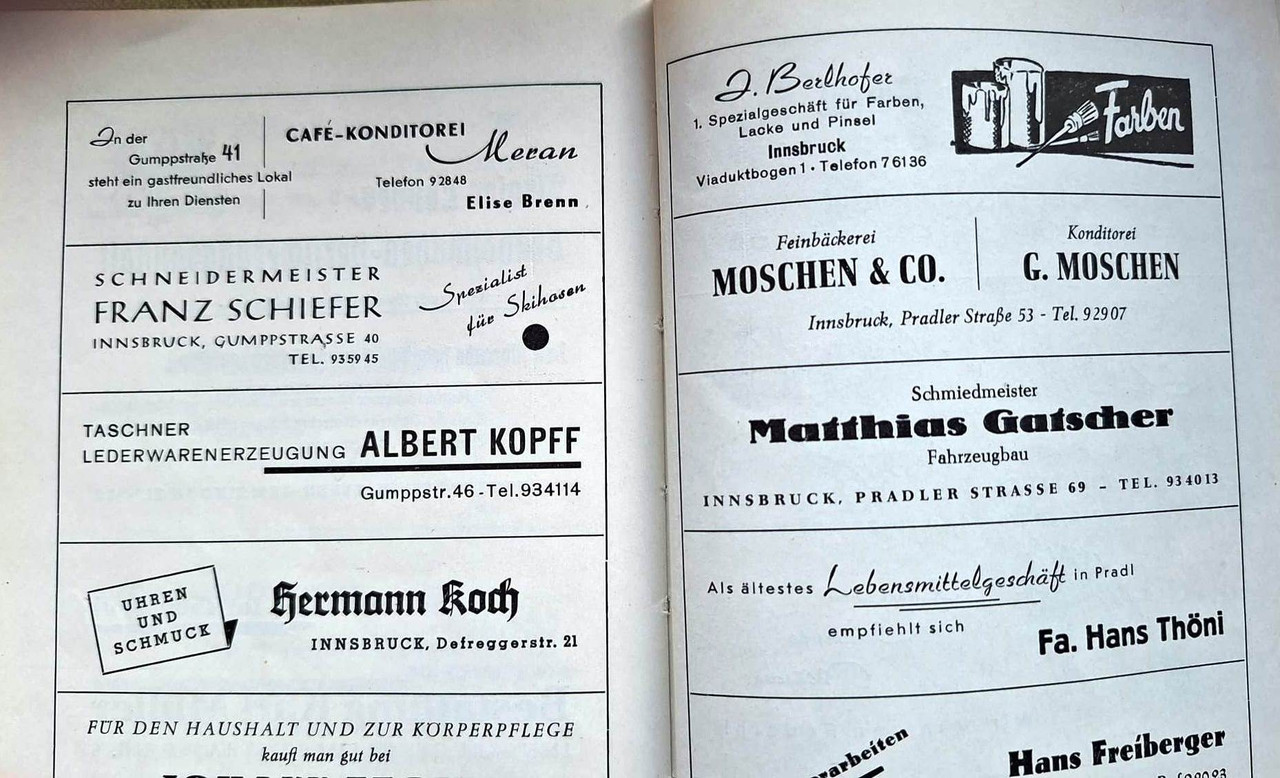 In der
Gumppstraße 41
steht ein gastfreundliches Lokal
zu Ihren Diensten
CAFÉ-KONDITOREI
Meran
Telefon 92848
Elise Brenn
SCHNEIDERMEISTER
FRANZ SCHIEFER
INNSBRUCK, GUMPPSTRASSE 40
TEL. 935945
Spezialist
für Skihosen
TASCHNER
LEDERWARENERZEUGUNG ALBERT KOPFF
Gumppstr. 46 - Tel. 934114
UHREN
UND
SCHMUCK
Hermann Koch
INNSBRUCK, Defreggerstr. 21
FÜR DEN HAUSHALT UND ZUR KÖRPERPFLEGE
kauft man gut bei
J. Berlhofer
1. Spezialgeschäft für Farben,
Lacke und Pinsel
Innsbruck
Viaduktbogen 1 · Telefon 76136
Farben
Feinbäckerei
MOSCHEN & CO.
Konditorei
G. MOSCHEN
Innsbruck, Pradler Straße 53 - Tel. 92907
Schmiedmeister
Matthias Gatscher
Fahrzeugbau
INNSBRUCK, PRADLER STRASSE 69 - TEL. 934013
Als ältestes Lebensmittelgeschäft in Pradl
empfiehlt sich
Fa. Hans Thöni
Hans Freiberger